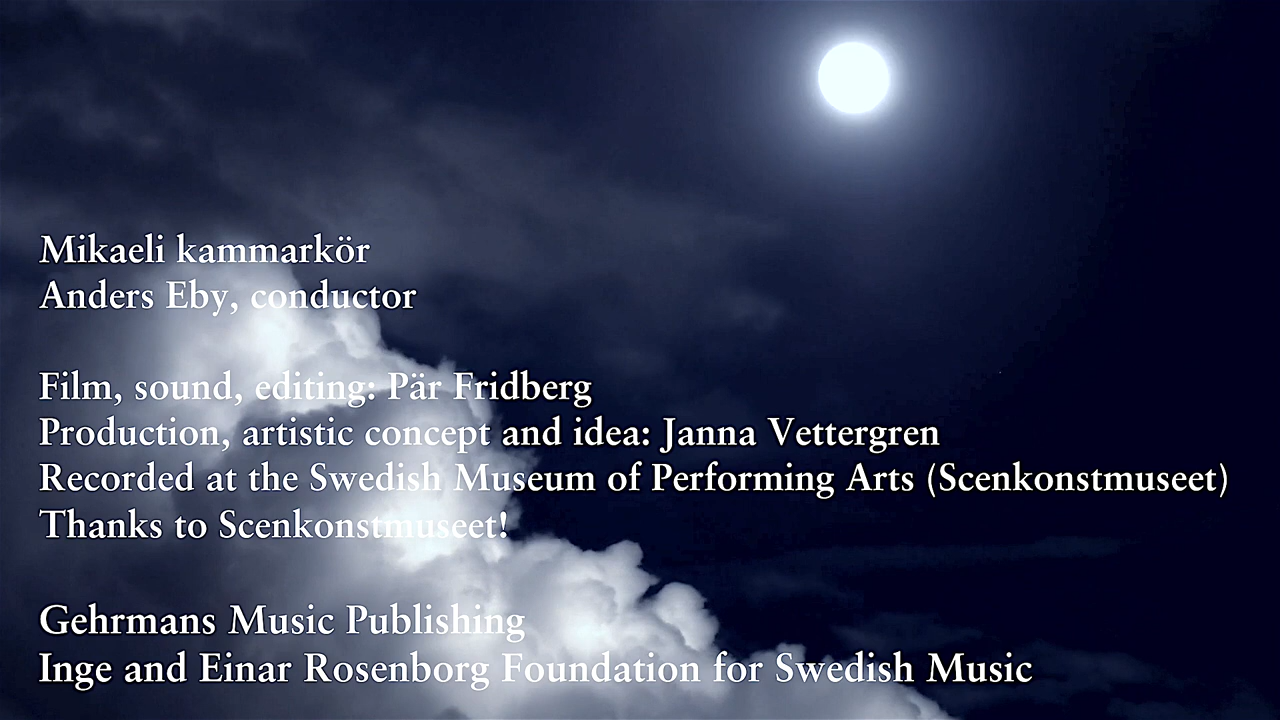 Mikaeli kammarkör
Anders Eby, conductor
Film, sound, editing: Pär Fridberg
Production, artistic concept and idea: Janna Vettergren
Recorded at the Swedish Museum of Performing Arts (Scenkonstmuseet)
Thanks to Scenkonstmuseet!
Gehrmans Music Publishing
Inge and Einar Rosenborg Foundation for Swedish Music